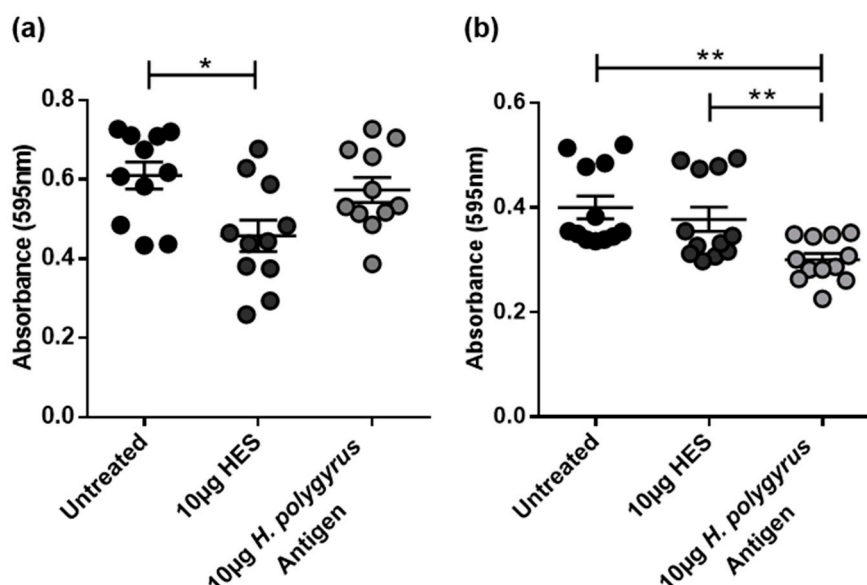 (a)
*
Absorbance (595nm)
0.8
0.6
0.4
0.2
0.0
Untreated
10µg HES
10µg H. polygyrus
Antigen
(b)
**
**
Absorbance (595nm)
0.6
0.4
0.2
0.0
Untreated
10µg HES
10µg H. polygyrus
Antigen